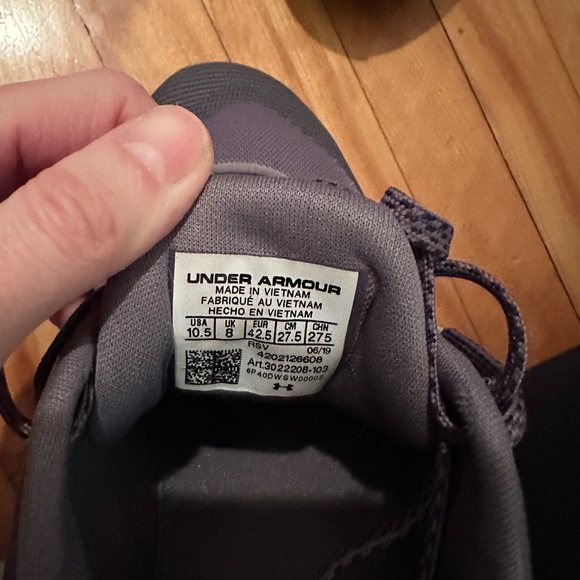 UNDER ARMOUR
MADE IN VIETNAM
FABRIQUÉ AU VIETNAM
HECHO EN VIETNAM
USA UK EUR CM CHN
10.5 8 42.5 27.5 275
RSV 06/19
4202126608
Art.3022208-103